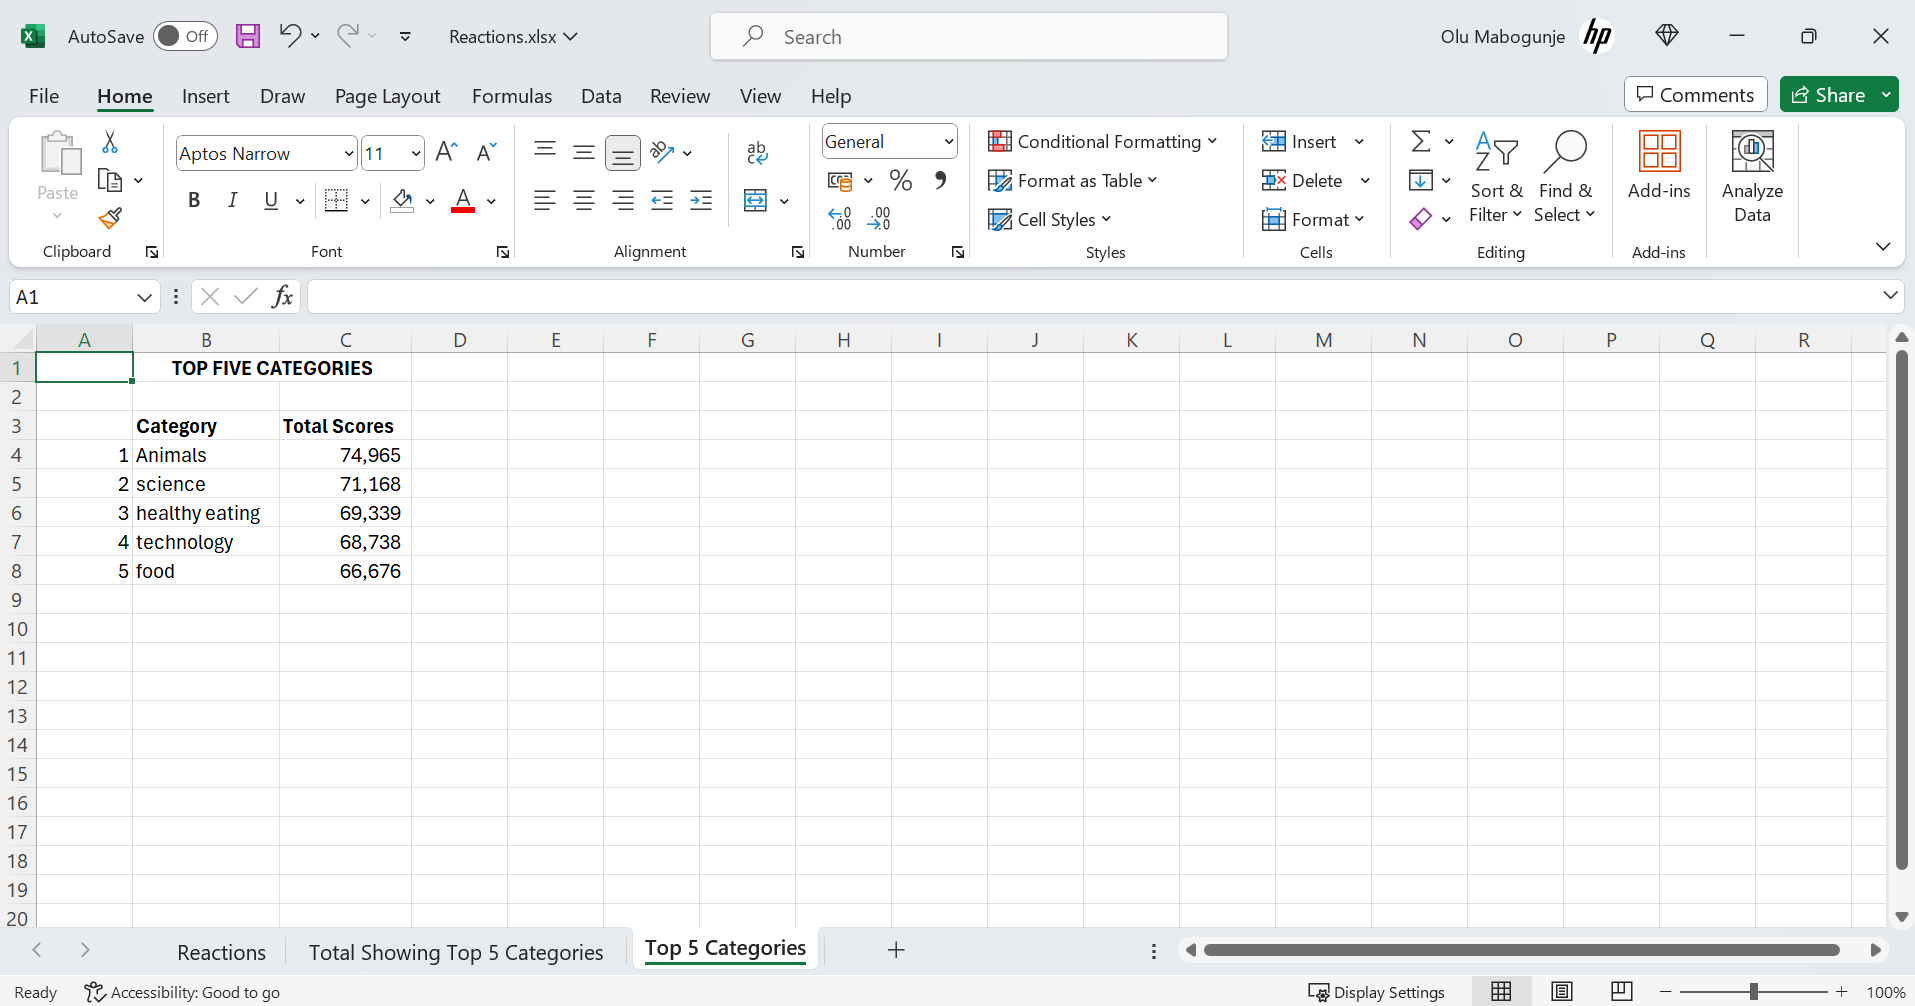 AutoSave Off Reactions.xlsx Search Olu Mabogunje hp
File Home Insert Draw Page Layout Formulas Data Review View Help Comments Share
Paste Aptos Narrow 11 A A ab General Conditional Formatting Insert Σ A Z
Format as Table Delete Sort & Filter Find & Select Add-ins Analyze Data
B I U A % Cell Styles Format
Clipboard Font Alignment Number Styles Cells Editing Add-ins
A1 fx
A B C D E F G H I J K L M N O P Q R
1 TOP FIVE CATEGORIES
2
3 Category Total Scores
4 1 Animals 74,965
5 2 science 71,168
6 3 healthy eating 69,339
7 4 technology 68,738
8 5 food 66,676
9
10
11
12
13
14
15
16
17
18
19
20
Reactions Total Showing Top 5 Categories Top 5 Categories
Ready Accessibility: Good to go Display Settings 100%